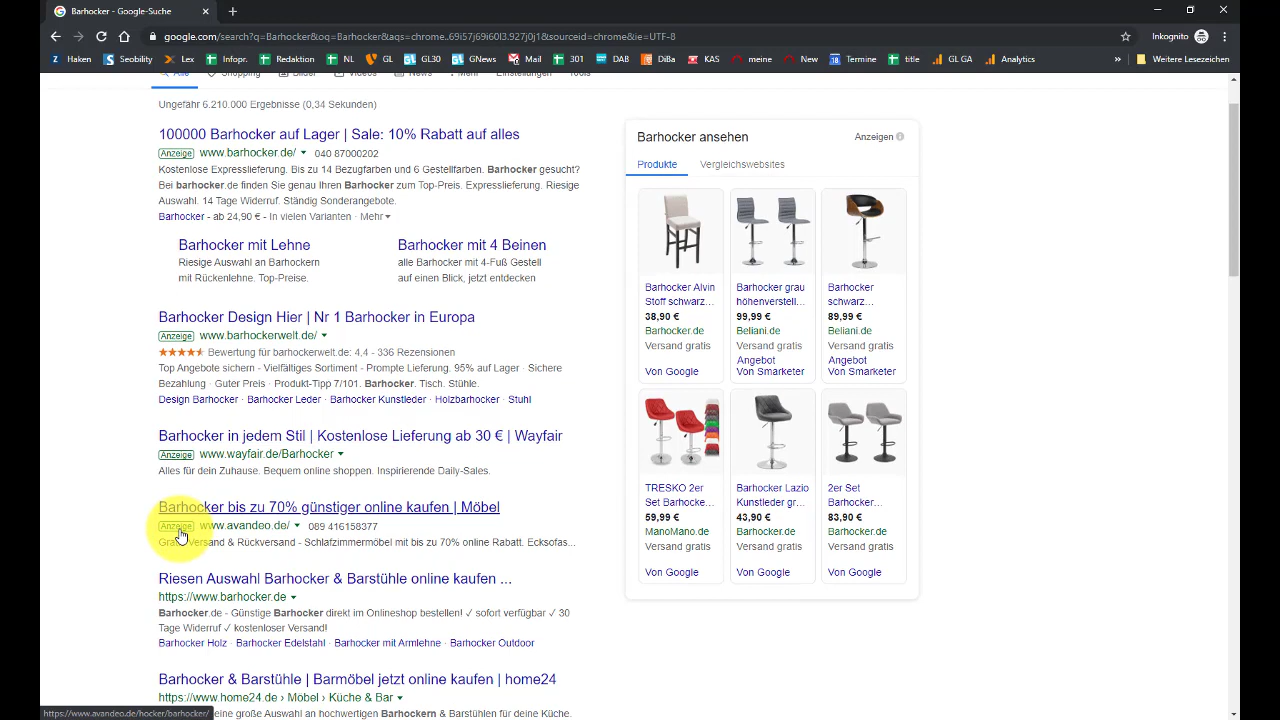 Barhocker - Google-Suche
google.com/search?q=Barhocker&oq=Barhocker&aqs=chrome..69i57j69i60l3.927j0j1&sourceid=chrome&ie=UTF-8
Inkognito
Haken Seobility Lex Infopr. Redaktion KL GL GL30 GNews Mail 301 DAB DiBa KAS meine New Termine title GL GA Analytics » Weitere Lesezeichen
Alle Shopping Bilder Videos News Mehr Einstellungen Tools
Ungefähr 6.210.000 Ergebnisse (0,34 Sekunden)
100000 Barhocker auf Lager | Sale: 10% Rabatt auf alles
Anzeige www.barhocker.de/ 040 87000202
Kostenlose Expresslieferung. Bis zu 14 Bezugfarben und 6 Gestellfarben. Barhocker gesucht?
Bei barhocker.de finden Sie genau Ihren Barhocker zum Top-Preis. Expresslieferung. Riesige
Auswahl. 14 Tage Widerruf. Ständig Sonderangebote.
Barhocker - ab 24,90 € - In vielen Varianten - Mehr
Barhocker mit Lehne
Riesige Auswahl an Barhockern
mit Rückenlehne. Top-Preise.
Barhocker mit 4 Beinen
alle Barhocker mit 4-Fuß Gestell
auf einen Blick, jetzt entdecken
Barhocker Design Hier | Nr 1 Barhocker in Europa
Anzeige www.barhockerwelt.de/
Bewertung für barhockerwelt.de: 4,4 - 336 Rezensionen
Top Angebote sichern - Vielfältiges Sortiment - Prompte Lieferung. 95% auf Lager · Sichere
Bezahlung · Guter Preis · Produkt-Tipp 7/101. Barhocker. Tisch. Stühle.
Design Barhocker · Barhocker Leder · Barhocker Kunstleder · Holzbarhocker · Stuhl
Barhocker in jedem Stil | Kostenlose Lieferung ab 30 € | Wayfair
Anzeige www.wayfair.de/Barhocker
Alles für dein Zuhause. Bequem online shoppen. Inspirierende Daily-Sales.
Barhocker bis zu 70% günstiger online kaufen | Möbel
Anzeige www.avandeo.de/ 089 416158377
Gratis Versand & Rückversand - Schlafzimmermöbel mit bis zu 70% online Rabatt. Ecksofas...
Riesen Auswahl Barhocker & Barstühle online kaufen ...
https://www.barhocker.de
Barhocker.de - Günstige Barhocker direkt im Onlineshop bestellen! ✓ sofort verfügbar ✓ 30
Tage Widerruf ✓ kostenloser Versand!
Barhocker Holz · Barhocker Edelstahl · Barhocker mit Armlehne · Barhocker Outdoor
Barhocker & Barstühle | Barmöbel jetzt online kaufen | home24
https://www.home24.de › Möbel › Küche & Bar
eine große Auswahl an hochwertigen Barhockern & Barstühlen für deine Küche.
https://www.avandeo.de/hocker/barhocker/
Barhocker ansehen
Anzeigen
Produkte Vergleichswebsites
Barhocker Alvin
Stoff schwarz...
38,90 €
Barhocker.de
Versand gratis
Von Google
Barhocker grau
höhenverstell...
99,99 €
Beliani.de
Versand gratis
Angebot
Von Smarketer
Barhocker
schwarz...
89,99 €
Beliani.de
Versand gratis
Angebot
Von Smarketer
TRESKO 2er
Set Barhocke...
59,99 €
ManoMano.de
Versand gratis
Von Google
Barhocker Lazio
Kunstleder gr...
43,90 €
Barhocker.de
Versand gratis
Von Google
2er Set
Barhocker...
83,90 €
Barhocker.de
Versand gratis
Von Google